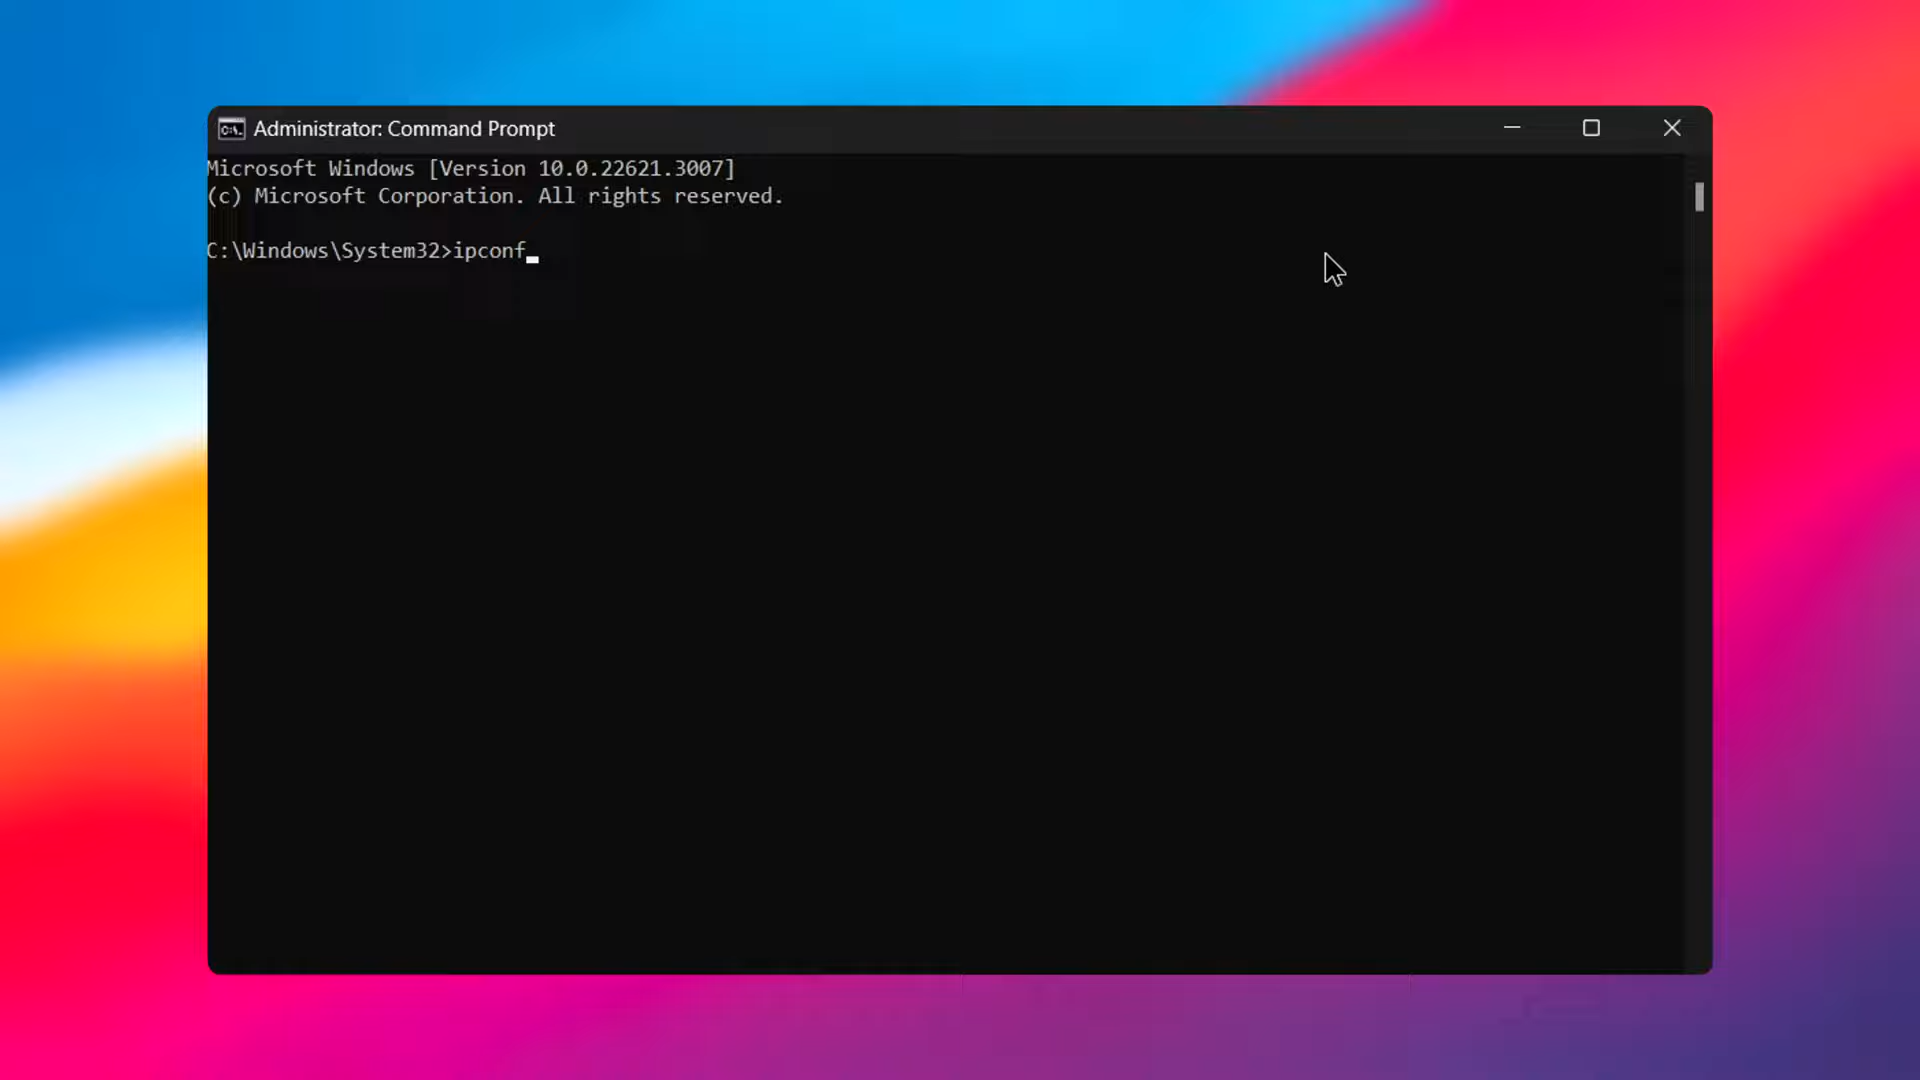 Administrator: Command Prompt
Microsoft Windows [Version 10.0.22621.3007]
(c) Microsoft Corporation. All rights reserved.
C:\Windows\System32>ipconf